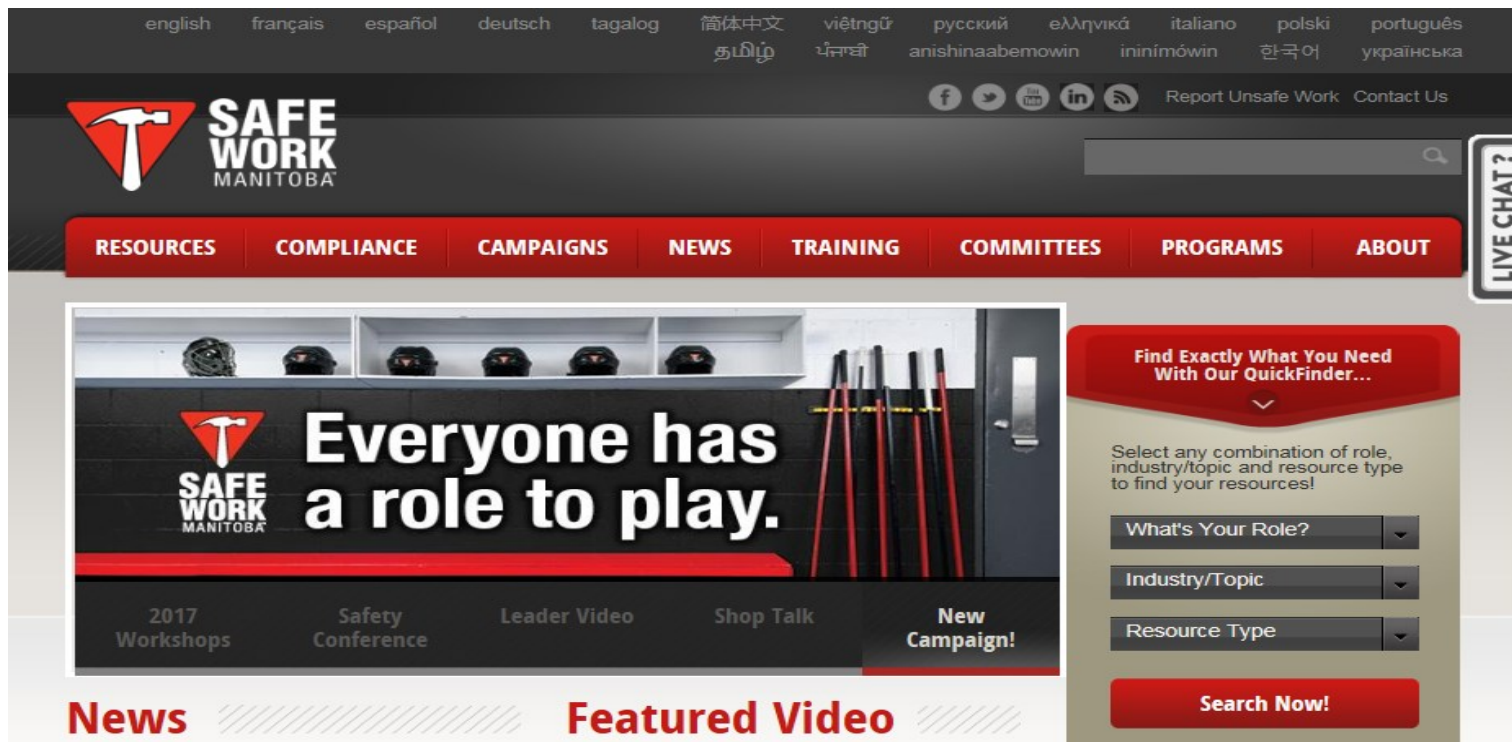 english français español deutsch tagalog 简体中文 việtngữ русский ελληνικά italiano polski português
தமிழ் ਪੰਜਾਬੀ anishinaabemowin ininímówin 한국어 українська
Report Unsafe Work Contact Us
SAFE
WORK
MANITOBA
LIVE CHAT ?
RESOURCES COMPLIANCE CAMPAIGNS NEWS TRAINING COMMITTEES PROGRAMS ABOUT
Everyone has
a role to play.
SAFE
WORK
MANITOBA
2017
Workshops
Safety
Conference
Leader Video
Shop Talk
New
Campaign!
Find Exactly What You Need
With Our QuickFinder...
Select any combination of role,
industry/topic and resource type
to find your resources!
What's Your Role?
Industry/Topic
Resource Type
Search Now!
News
Featured Video